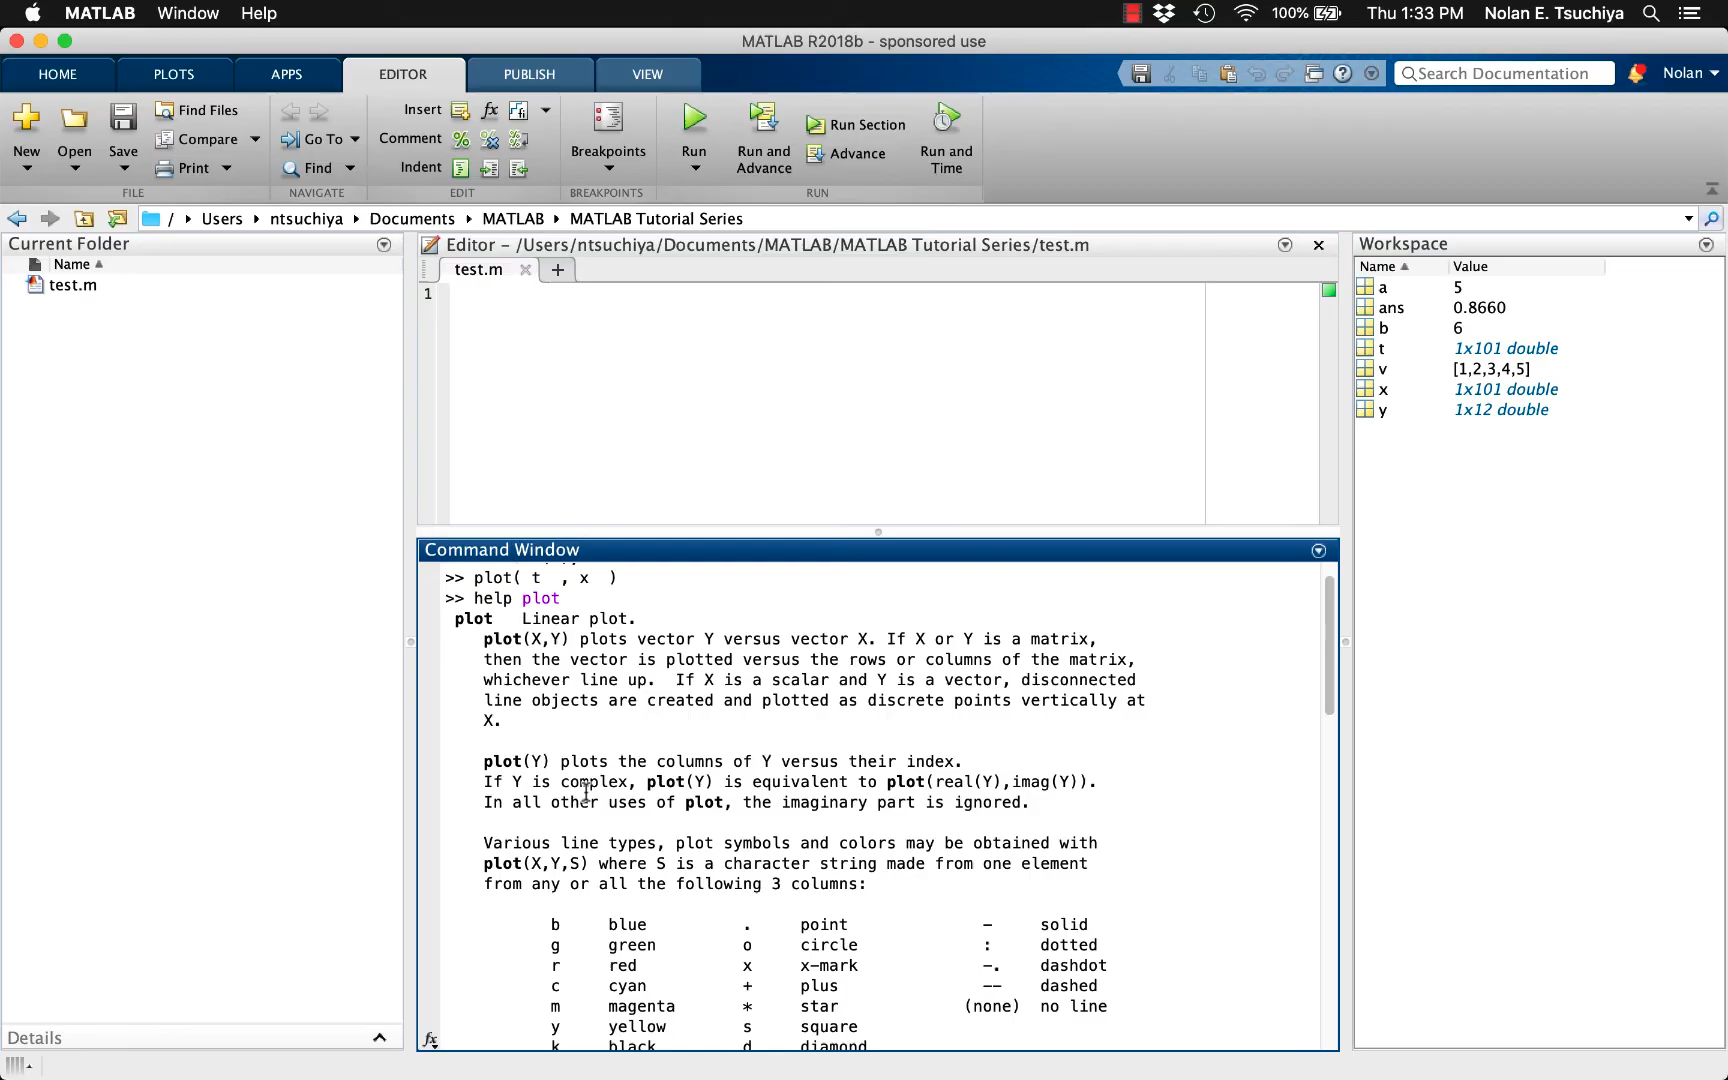 MATLAB Window Help 100% Thu 1:33 PM Nolan E. Tsuchiya
MATLAB R2018b - sponsored use
HOME PLOTS APPS EDITOR PUBLISH VIEW Search Documentation Nolan
New Open Save Find Files Compare Print
Go To Find
Insert fx
Comment
Indent
Breakpoints
Run Run and Advance Run Section Advance Run and Time
FILE NAVIGATE EDIT BREAKPOINTS RUN
/ Users ntsuchiya Documents MATLAB MATLAB Tutorial Series
Current Folder
Name
test.m
Details
Editor - /Users/ntsuchiya/Documents/MATLAB/MATLAB Tutorial Series/test.m
test.m +
1
Command Window
>> plot( t  , x  )
>> help plot
plot Linear plot.
plot(X,Y) plots vector Y versus vector X. If X or Y is a matrix,
then the vector is plotted versus the rows or columns of the matrix,
whichever line up.  If X is a scalar and Y is a vector, disconnected
line objects are created and plotted as discrete points vertically at
X.
plot(Y) plots the columns of Y versus their index.
If Y is complex, plot(Y) is equivalent to plot(real(Y),imag(Y)).
In all other uses of plot, the imaginary part is ignored.
Various line types, plot symbols and colors may be obtained with
plot(X,Y,S) where S is a character string made from one element
from any or all the following 3 columns:
b blue . point - solid
g green o circle : dotted
r red x x-mark -. dashdot
c cyan + plus -- dashed
m magenta * star (none) no line
y yellow s square
k black d diamond
fx
Workspace
Name Value
a 5
ans 0.8660
b 6
t 1x101 double
v [1,2,3,4,5]
x 1x101 double
y 1x12 double